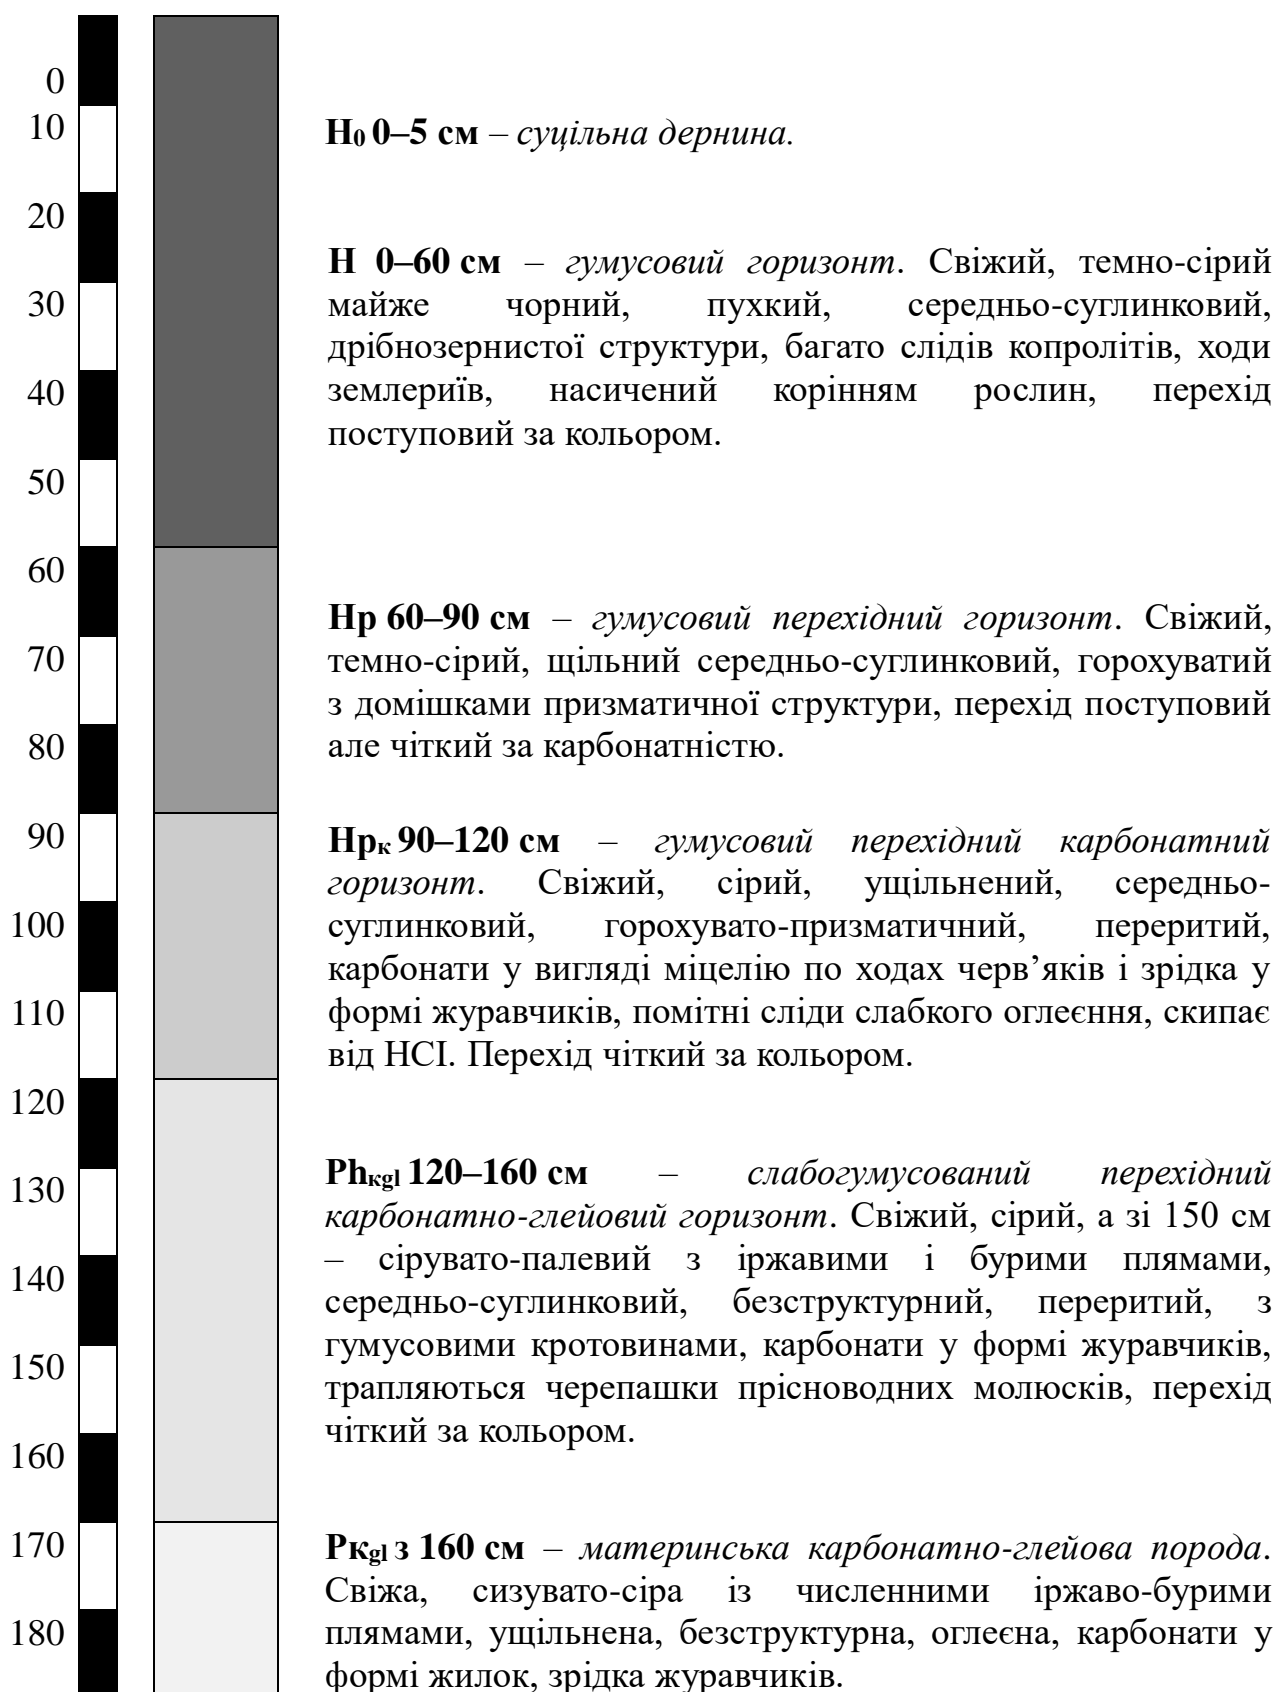 0
10
20
30
40
50
60
70
80
90
100
110
120
130
140
150
160
170
180
H₀ 0–5 см – суцільна дернина.
H 0–60 см – гумусовий горизонт. Свіжий, темно-сірий
майже чорний, пухкий, середньо-суглинковий,
дрібнозернистої структури, багато слідів копролітів, ходи
землериїв, насичений корінням рослин, перехід
поступовий за кольором.
Hp 60–90 см – гумусовий перехідний горизонт. Свіжий,
темно-сірий, щільний середньо-суглинковий, горохуватий
з домішками призматичної структури, перехід поступовий
але чіткий за карбонатністю.
Hpк 90–120 см – гумусовий перехідний карбонатний
горизонт. Свіжий, сірий, ущільнений, середньо-
суглинковий, горохувато-призматичний, переритий,
карбонати у вигляді міцелію по ходах черв’яків і зрідка у
формі журавчиків, помітні сліди слабкого оглеєння, скипає
від HCI. Перехід чіткий за кольором.
Phкgl 120–160 см – слабогумусований перехідний
карбонатно-глейовий горизонт. Свіжий, сірий, а зі 150 см
– сірувато-палевий з іржавими і бурими плямами,
середньо-суглинковий, безструктурний, переритий, з
гумусовими кротовинами, карбонати у формі журавчиків,
трапляються черепашки прісноводних молюсків, перехід
чіткий за кольором.
Ркgl з 160 см – материнська карбонатно-глейова порода.
Свіжа, сизувато-сіра із численними іржаво-бурими
плямами, ущільнена, безструктурна, оглеєна, карбонати у
формі жилок, зрідка журавчиків.